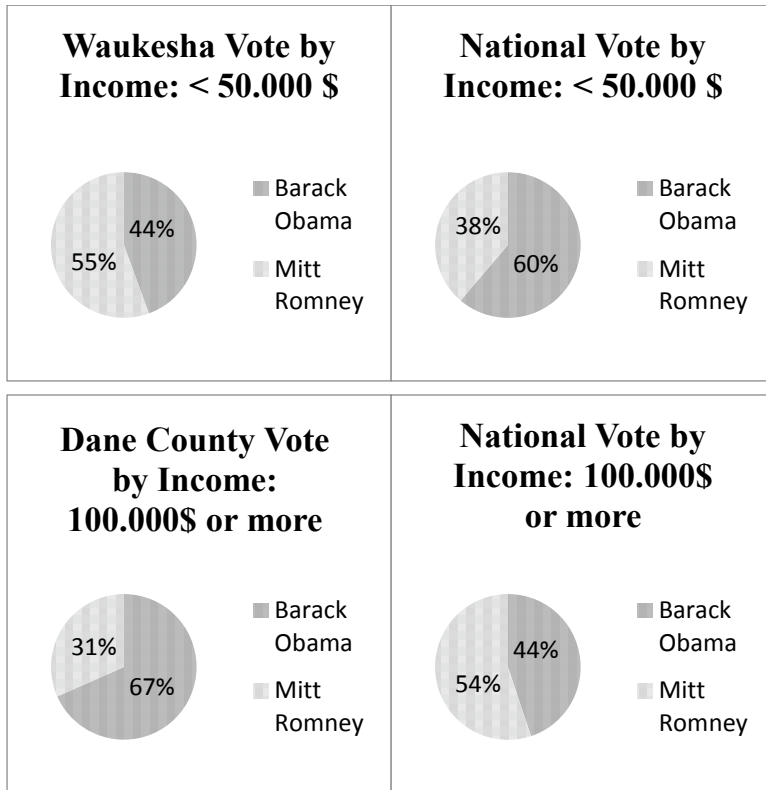 Waukesha Vote by
Income: < 50.000 $
44%
55%
Barack
Obama
Mitt
Romney
National Vote by
Income: < 50.000 $
38%
60%
Barack
Obama
Mitt
Romney
Dane County Vote
by Income:
100.000$ or more
31%
67%
Barack
Obama
Mitt
Romney
National Vote by
Income: 100.000$
or more
44%
54%
Barack
Obama
Mitt
Romney